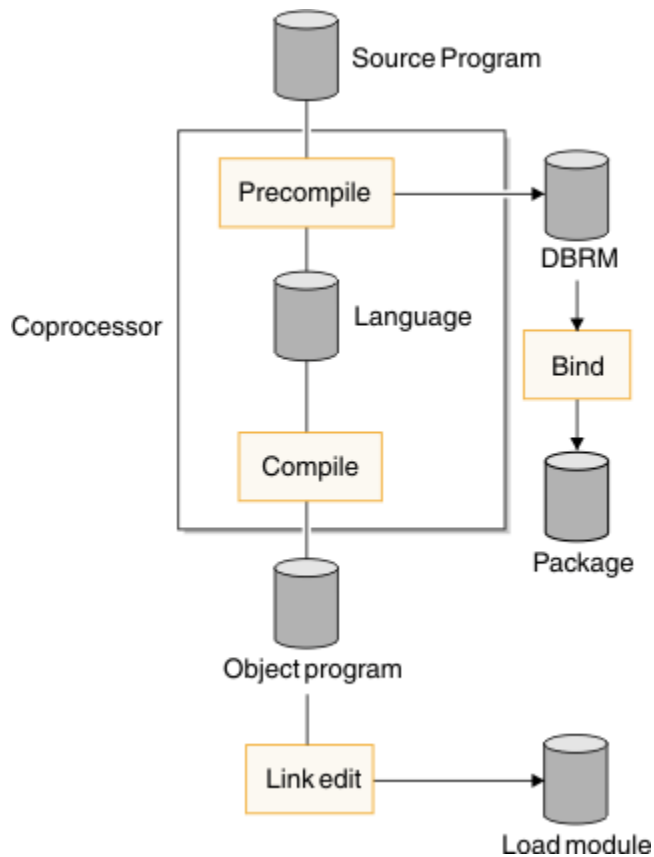 Source Program
Precompile
DBRM
Language
Coprocessor
Bind
Compile
Package
Object program
Link edit
Load module